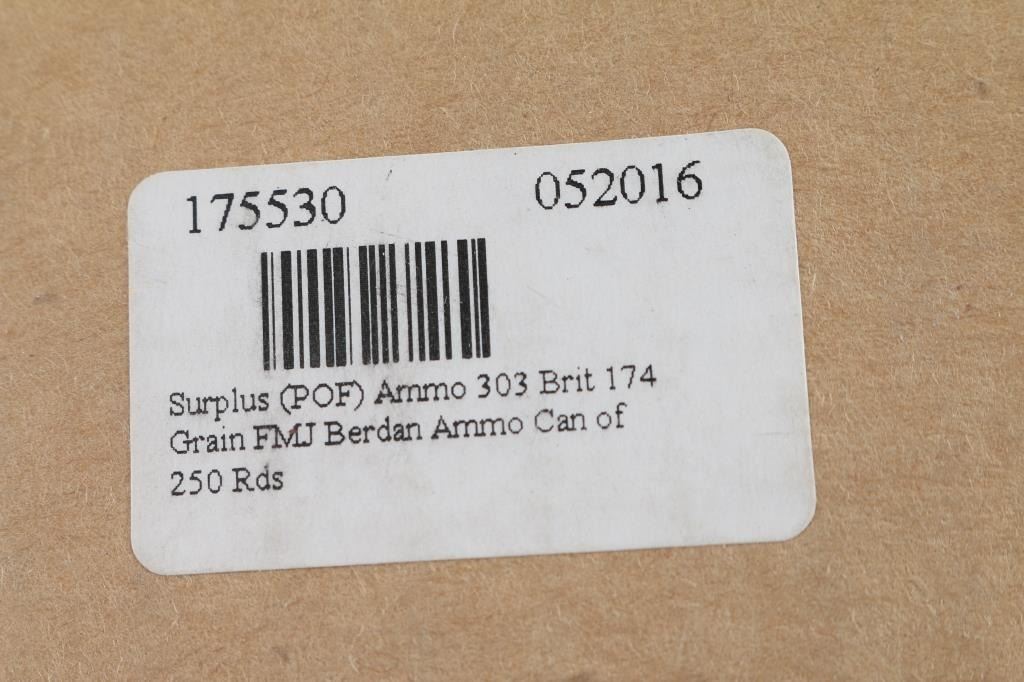 175530 052016
Surplus (POF) Ammo 303 Brit 174
Grain FMJ Berdan Ammo Can of
250 Rds